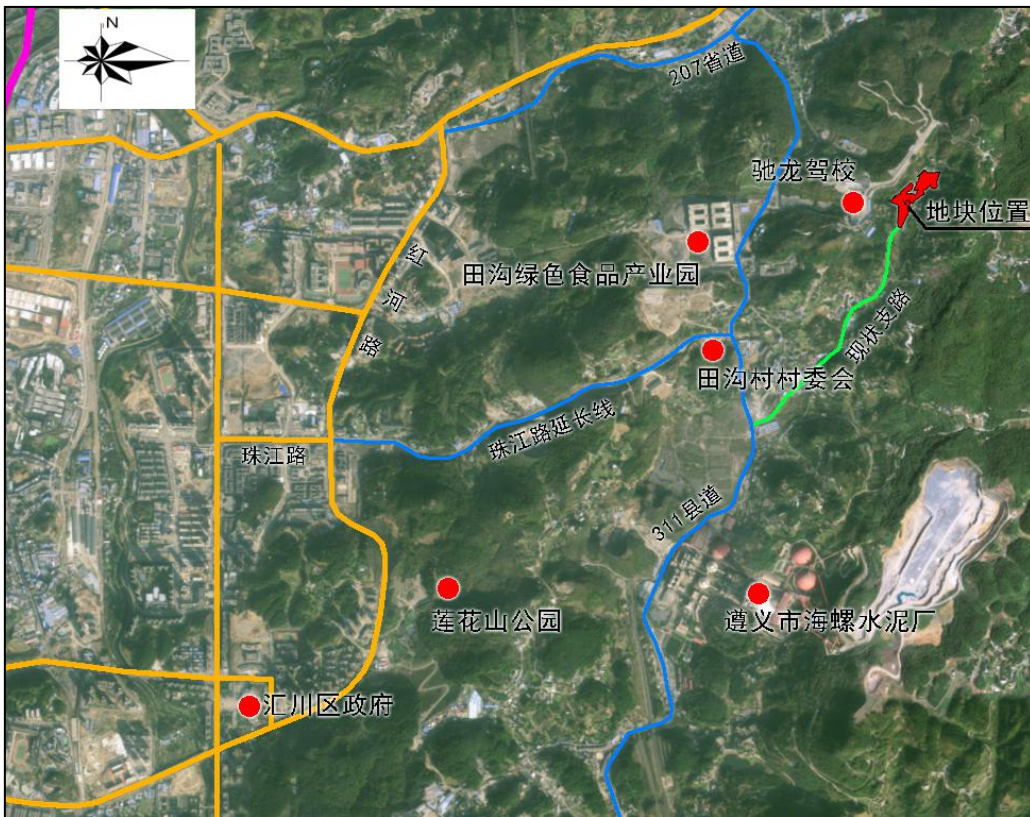 N
207省道
驰龙驾校
地块位置
田沟绿色食品产业园
红河路
现状支路
田沟村村委会
珠江路延长线
珠江路
311县道
莲花山公园
遵义市海螺水泥厂
汇川区政府